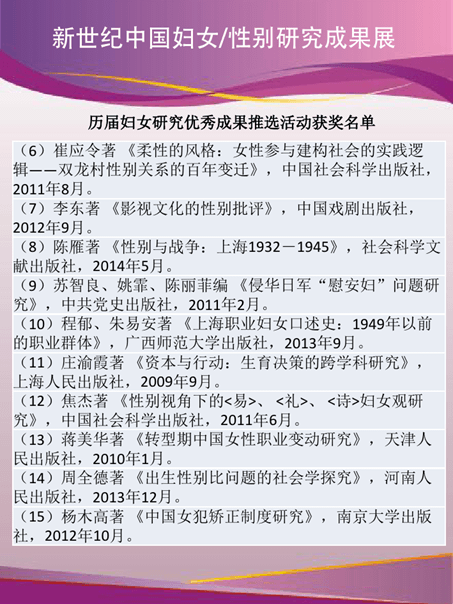 新世纪中国妇女/性别研究成果展
历届妇女研究优秀成果推选活动获奖名单
（6）崔应令著 《柔性的风格：女性参与建构社会的实践逻
辑——双龙村性别关系的百年变迁》，中国社会科学出版社，
2011年8月。
（7）李东著 《影视文化的性别批评》，中国戏剧出版社，
2012年9月。
（8）陈雁著 《性别与战争：上海1932－1945》，社会科学文
献出版社，2014年5月。
（9）苏智良、姚霏、陈丽菲编 《侵华日军“慰安妇”问题研
究》，中共党史出版社，2011年2月。
（10）程郁、朱易安著 《上海职业妇女口述史：1949年以前
的职业群体》，广西师范大学出版社，2013年9月。
（11）庄渝霞著 《资本与行动：生育决策的跨学科研究》，
上海人民出版社，2009年9月。
（12）焦杰著 《性别视角下的<易>、 <礼>、 <诗>妇女观研
究》，中国社会科学出版社，2011年6月。
（13）蒋美华著 《转型期中国女性职业变动研究》，天津人
民出版社，2010年1月。
（14）周全德著 《出生性别比问题的社会学探究》，河南人
民出版社，2013年12月。
（15）杨木高著 《中国女犯矫正制度研究》，南京大学出版
社，2012年10月。